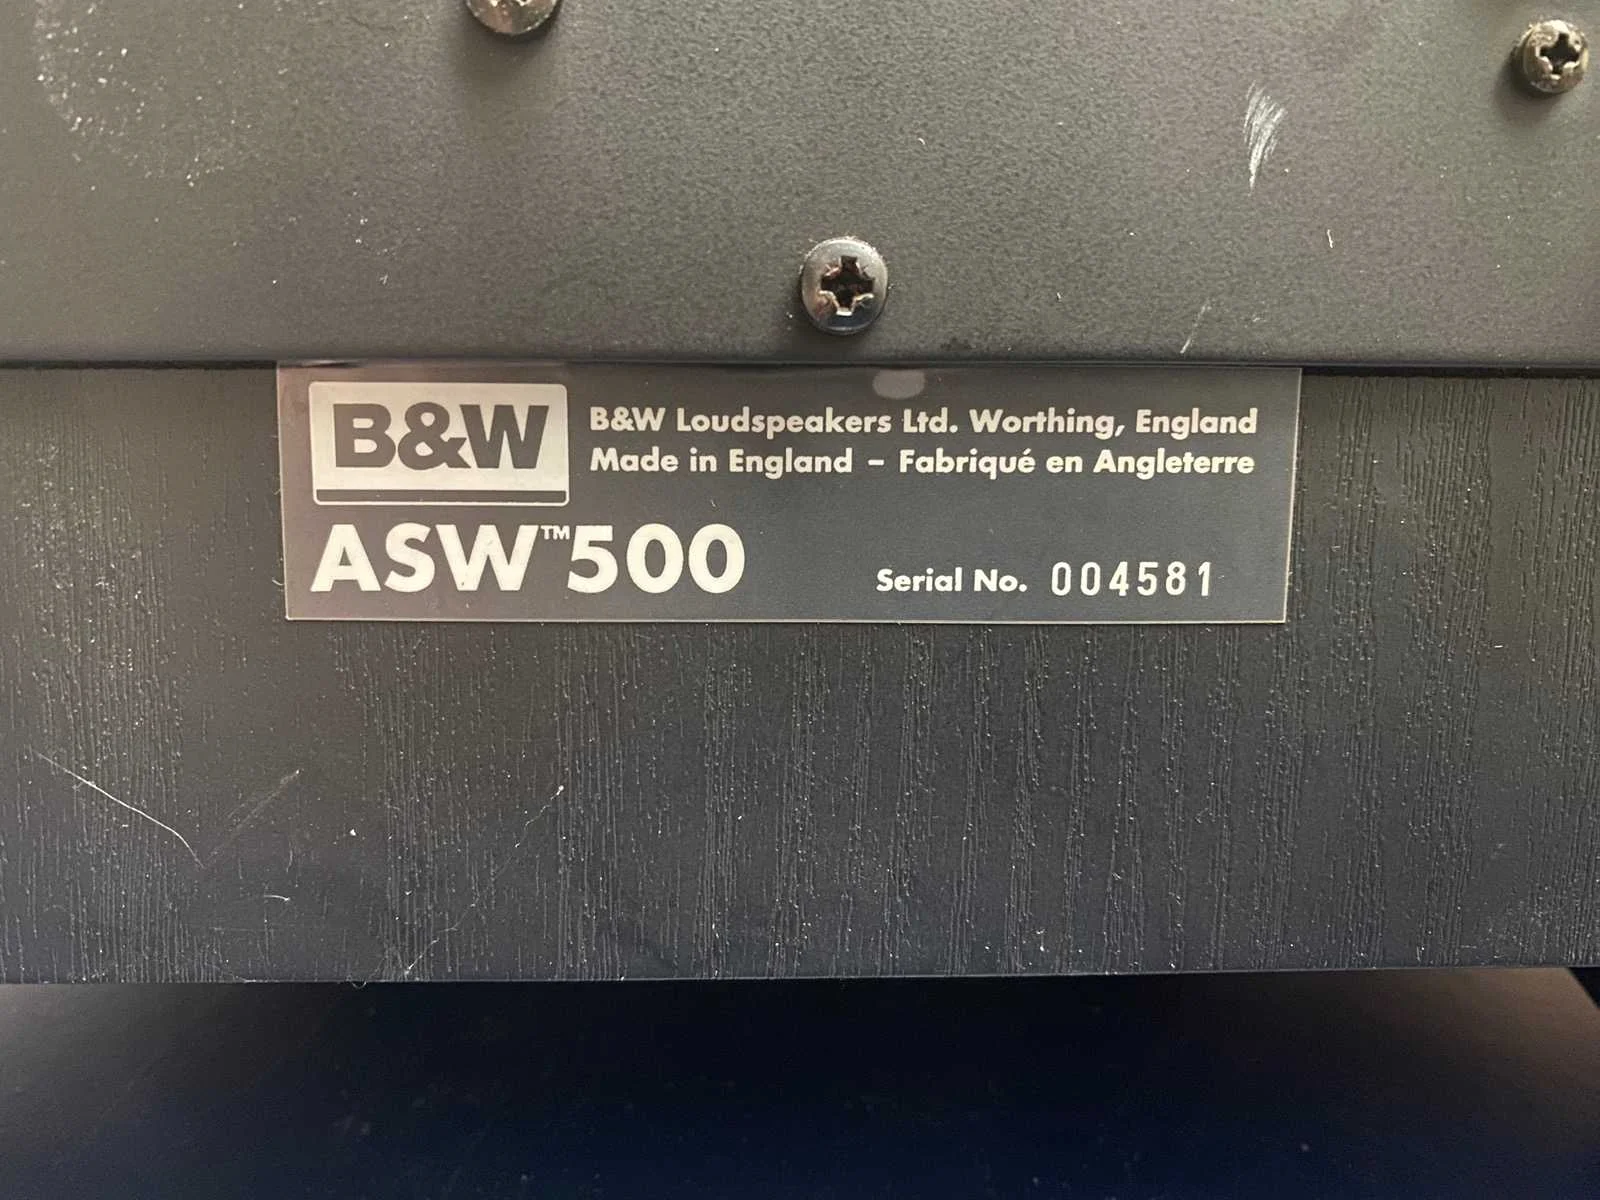 B&W
B&W Loudspeakers Ltd. Worthing, England
Made in England – Fabriqué en Angleterre
ASW™500
Serial No. 004581